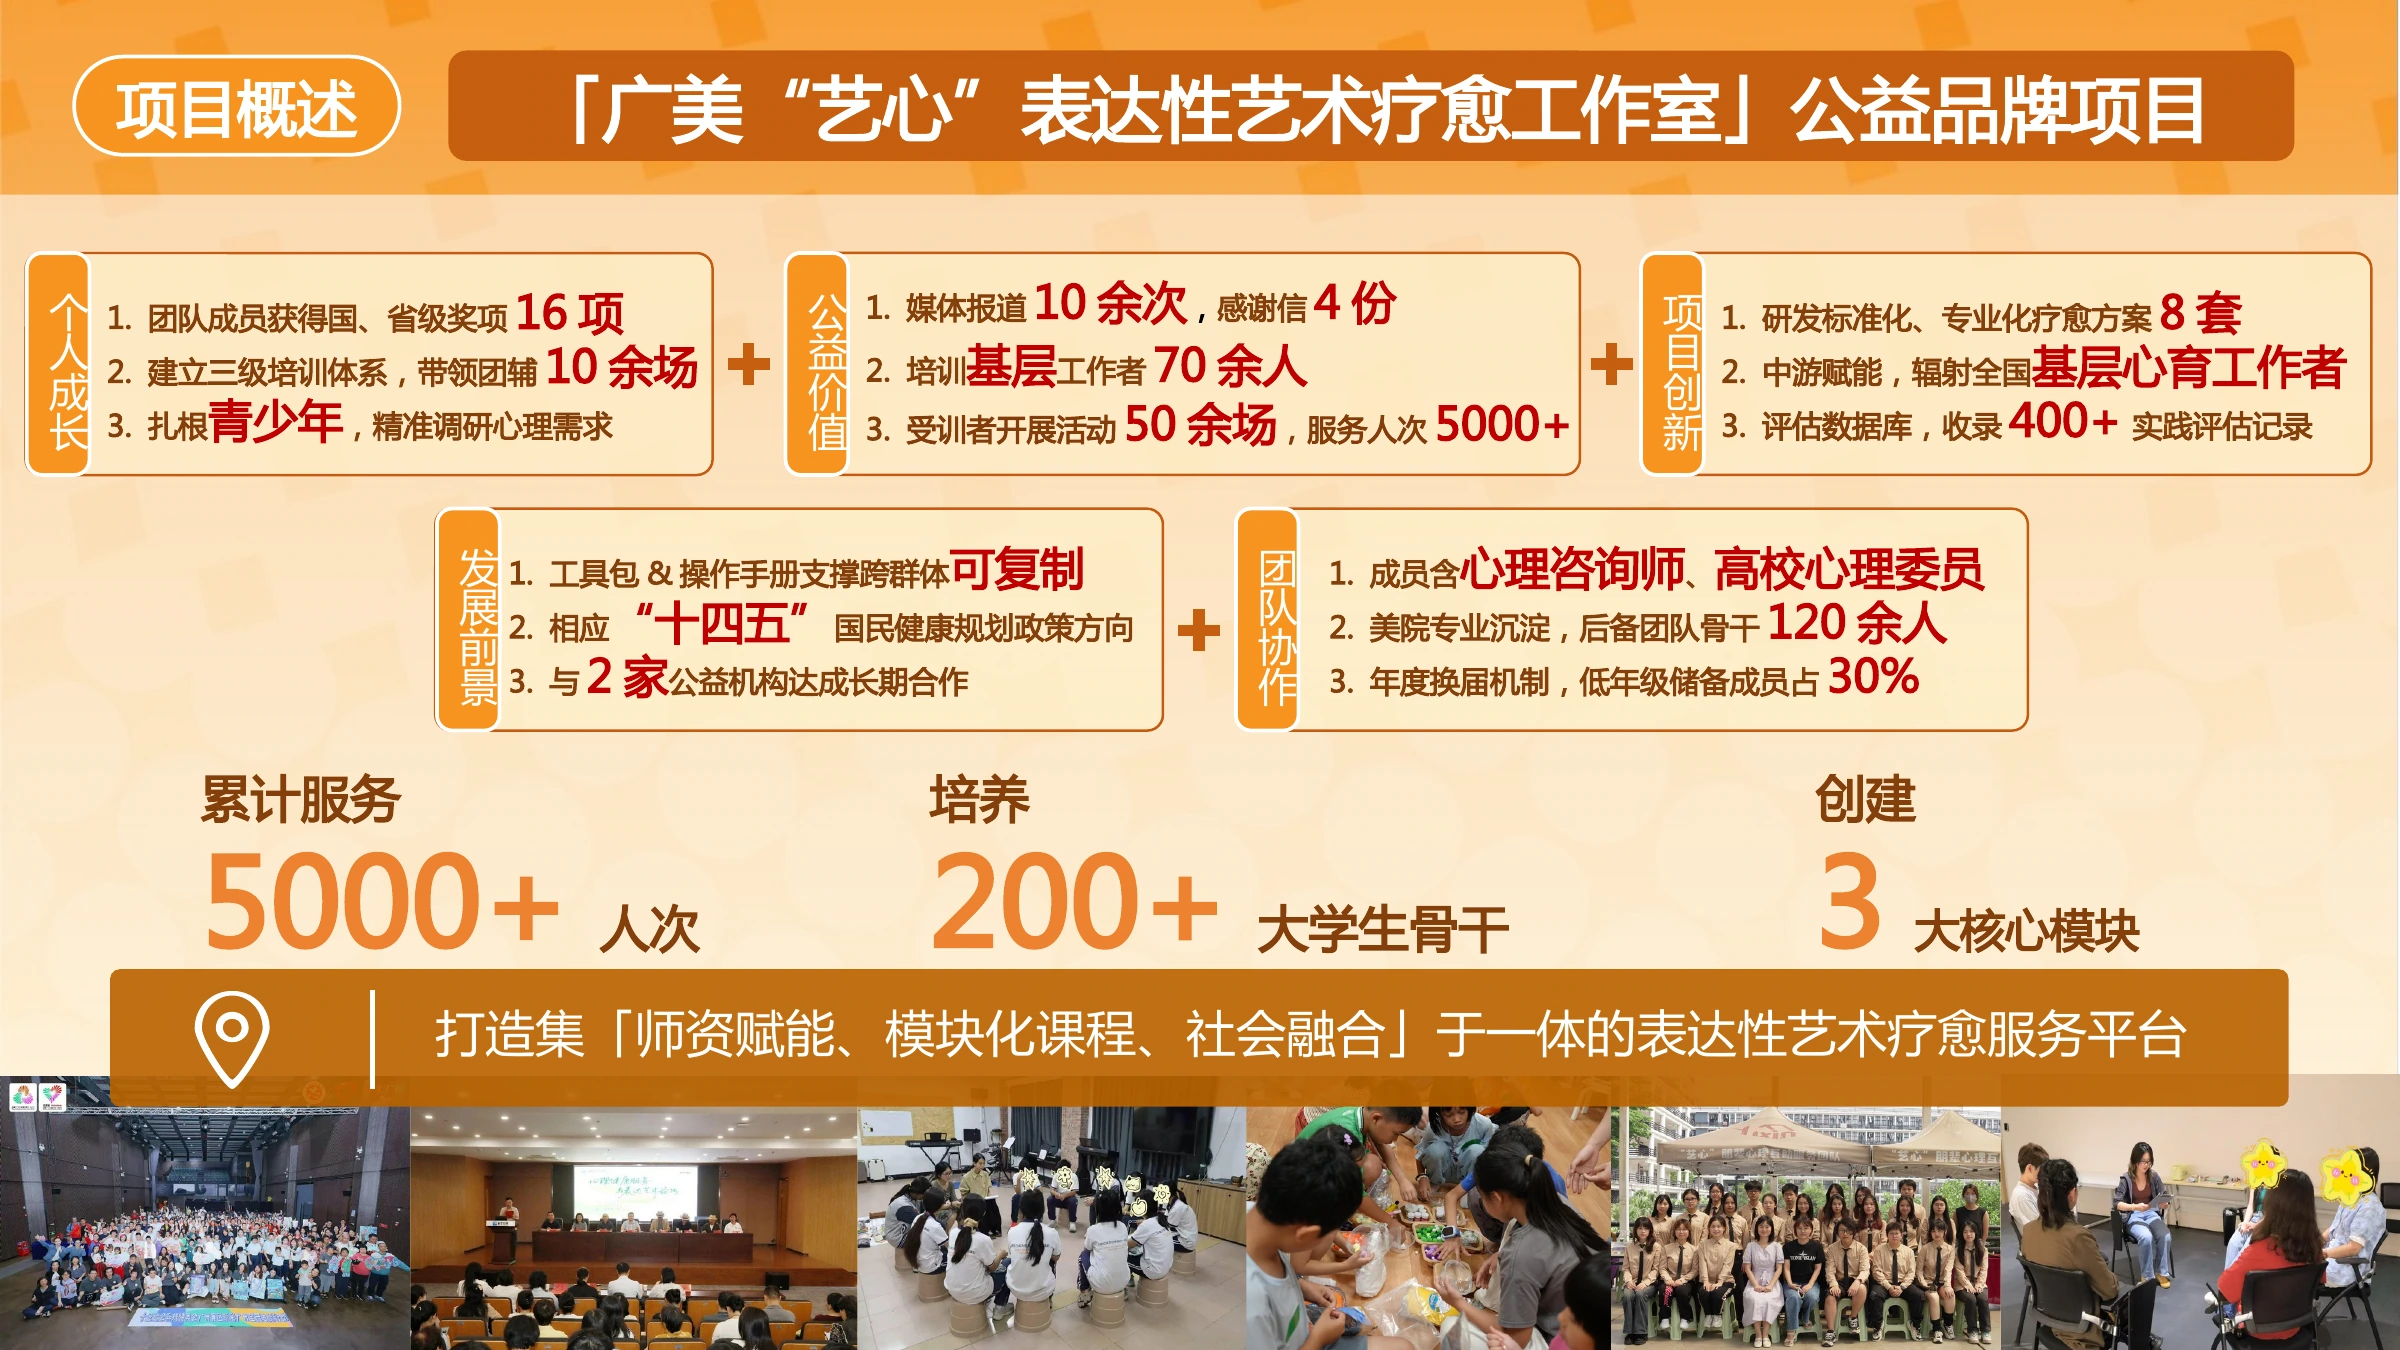 项目概述
「广美“艺心”表达性艺术疗愈工作室」公益品牌项目
个人成长
1. 团队成员获得国、省级奖项 16 项
2. 建立三级培训体系，带领团辅 10 余场
3. 扎根青少年，精准调研心理需求
+
公益价值
1. 媒体报道 10 余次，感谢信 4 份
2. 培训基层工作者 70 余人
3. 受训者开展活动 50 余场，服务人次 5000+
+
项目创新
1. 研发标准化、专业化疗愈方案 8 套
2. 中游赋能，辐射全国基层心育工作者
3. 评估数据库，收录 400+ 实践评估记录
发展前景
1. 工具包 & 操作手册支撑跨群体可复制
2. 相应 “十四五” 国民健康规划政策方向
3. 与 2 家公益机构达成长期合作
+
团队协作
1. 成员含心理咨询师、高校心理委员
2. 美院专业沉淀，后备团队骨干 120 余人
3. 年度换届机制，低年级储备成员占 30%
累计服务
5000+ 人次
培养
200+ 大学生骨干
创建
3 大核心模块
打造集「师资赋能、模块化课程、社会融合」于一体的表达性艺术疗愈服务平台